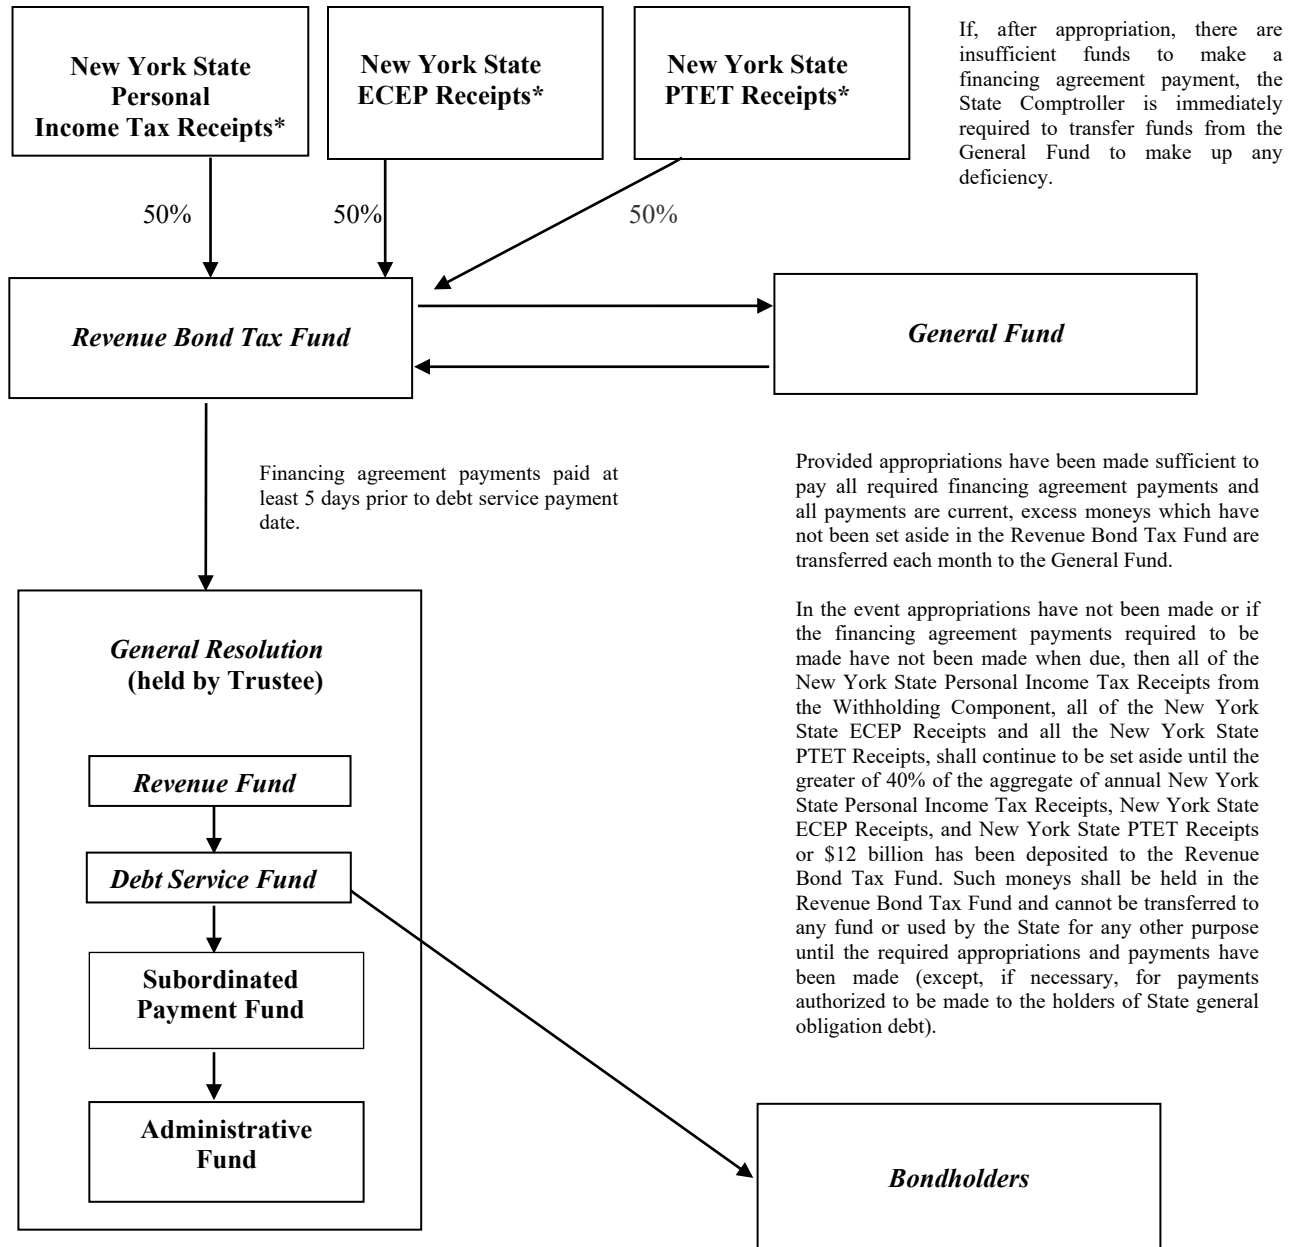 New York State
Personal
Income Tax Receipts*
New York State
ECEP Receipts*
New York State
PTET Receipts*
If, after appropriation, there are
insufficient funds to make a
financing agreement payment, the
State Comptroller is immediately
required to transfer funds from the
General Fund to make up any
deficiency.
50%
50%
50%
Revenue Bond Tax Fund
General Fund
Financing agreement payments paid at
least 5 days prior to debt service payment
date.
Provided appropriations have been made sufficient to
pay all required financing agreement payments and
all payments are current, excess moneys which have
not been set aside in the Revenue Bond Tax Fund are
transferred each month to the General Fund.
In the event appropriations have not been made or if
the financing agreement payments required to be
made have not been made when due, then all of the
New York State Personal Income Tax Receipts from
the Withholding Component, all of the New York
State ECEP Receipts and all the New York State
PTET Receipts, shall continue to be set aside until the
greater of 40% of the aggregate of annual New York
State Personal Income Tax Receipts, New York State
ECEP Receipts, and New York State PTET Receipts
or $12 billion has been deposited to the Revenue
Bond Tax Fund. Such moneys shall be held in the
Revenue Bond Tax Fund and cannot be transferred to
any fund or used by the State for any other purpose
until the required appropriations and payments have
been made (except, if necessary, for payments
authorized to be made to the holders of State general
obligation debt).
General Resolution
(held by Trustee)
Revenue Fund
Debt Service Fund
Subordinated
Payment Fund
Administrative
Fund
Bondholders